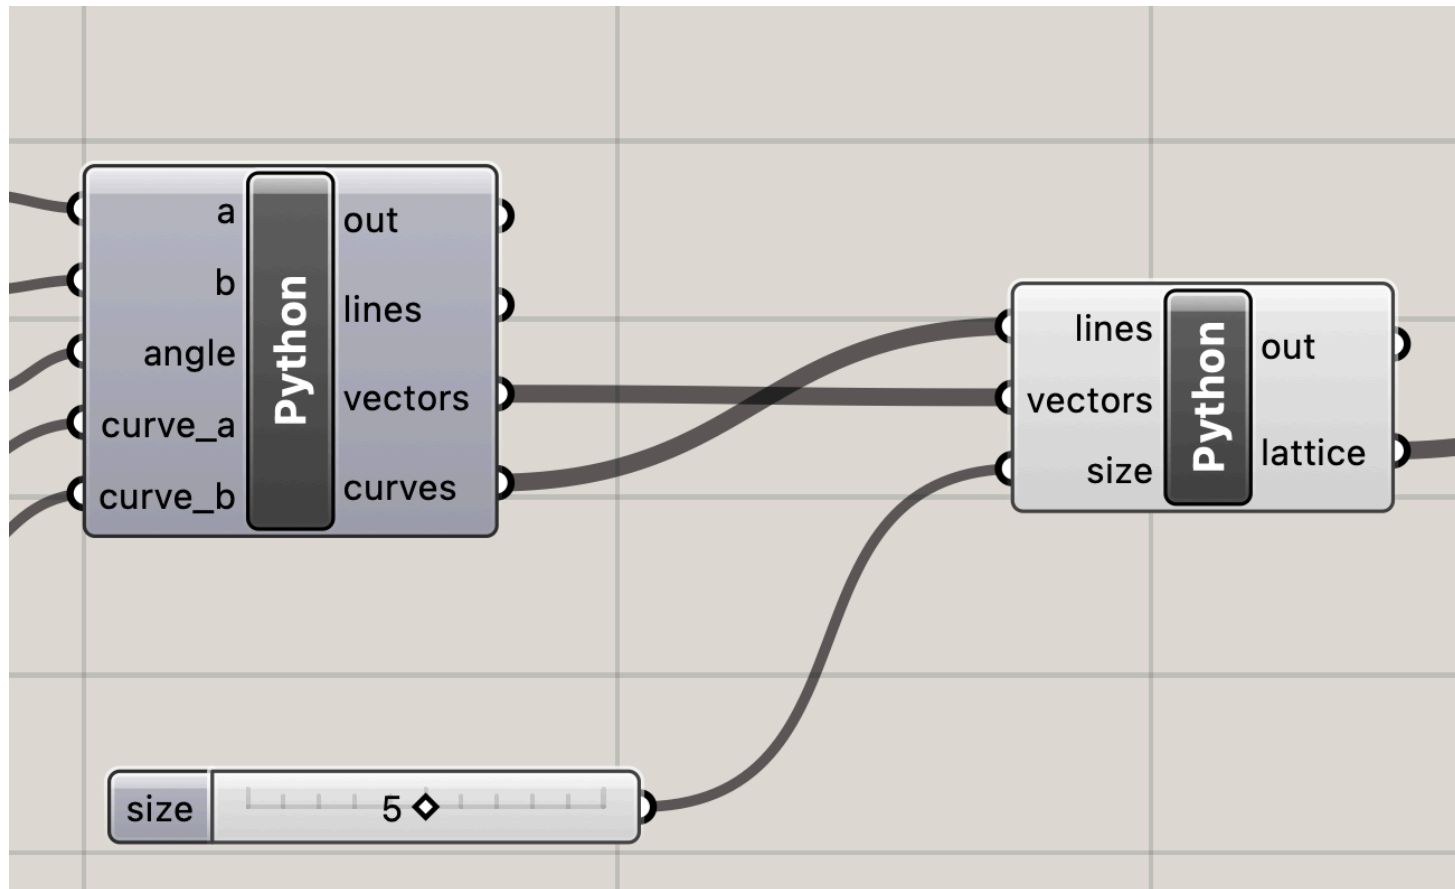 a
b
angle
curve_a
curve_b
Python
out
lines
vectors
curves
lines
vectors
size
Python
out
lattice
size
5